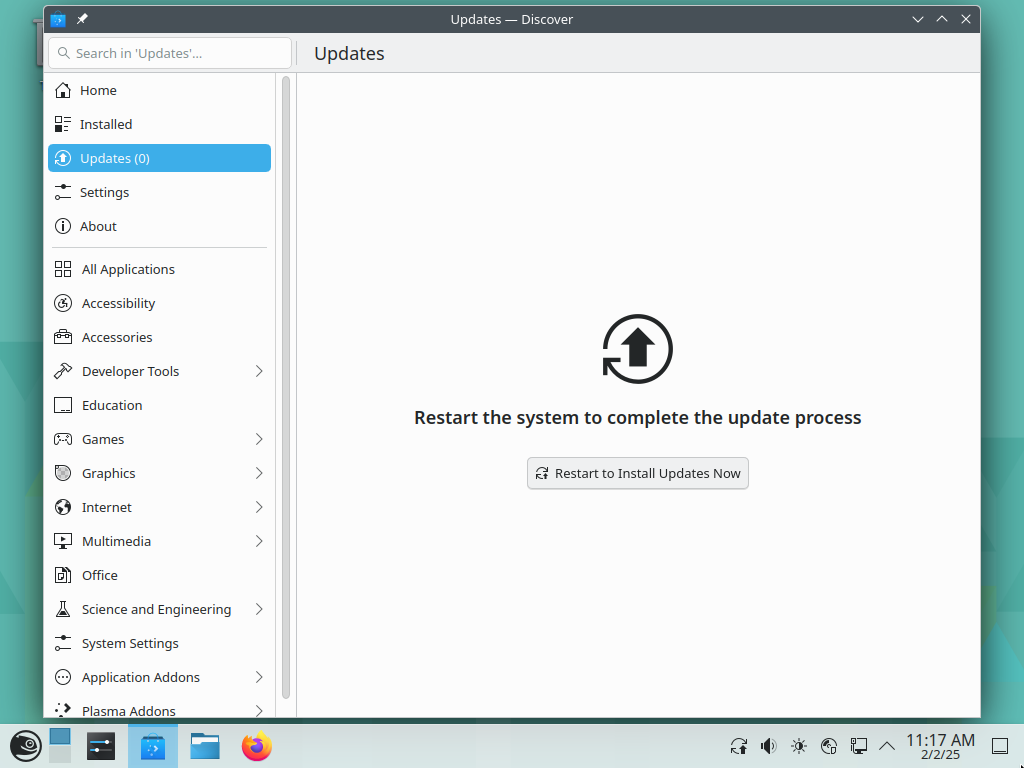 Updates — Discover
Search in 'Updates'...
Updates
Home
Installed
Updates (0)
Settings
About
All Applications
Accessibility
Accessories
Developer Tools
Education
Games
Graphics
Internet
Multimedia
Office
Science and Engineering
System Settings
Application Addons
Plasma Addons
Restart the system to complete the update process
Restart to Install Updates Now
11:17 AM
2/2/25